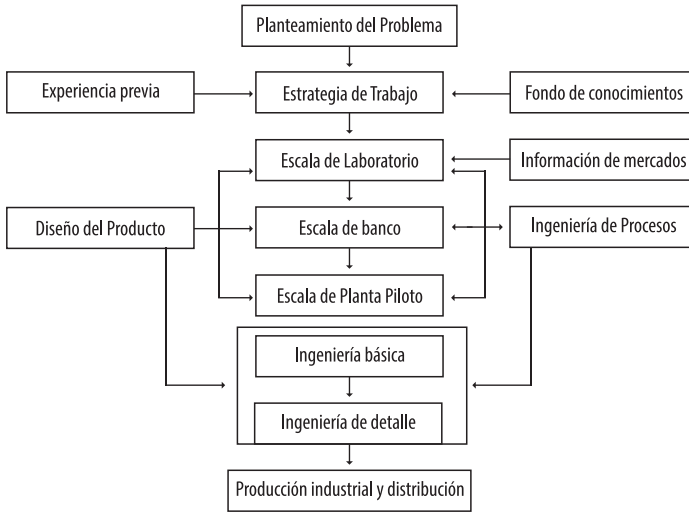 Planteamiento del Problema
Experiencia previa
Estrategia de Trabajo
Fondo de conocimientos
Escala de Laboratorio
Información de mercados
Diseño del Producto
Escala de banco
Ingeniería de Procesos
Escala de Planta Piloto
Ingeniería básica
Ingeniería de detalle
Producción industrial y distribución